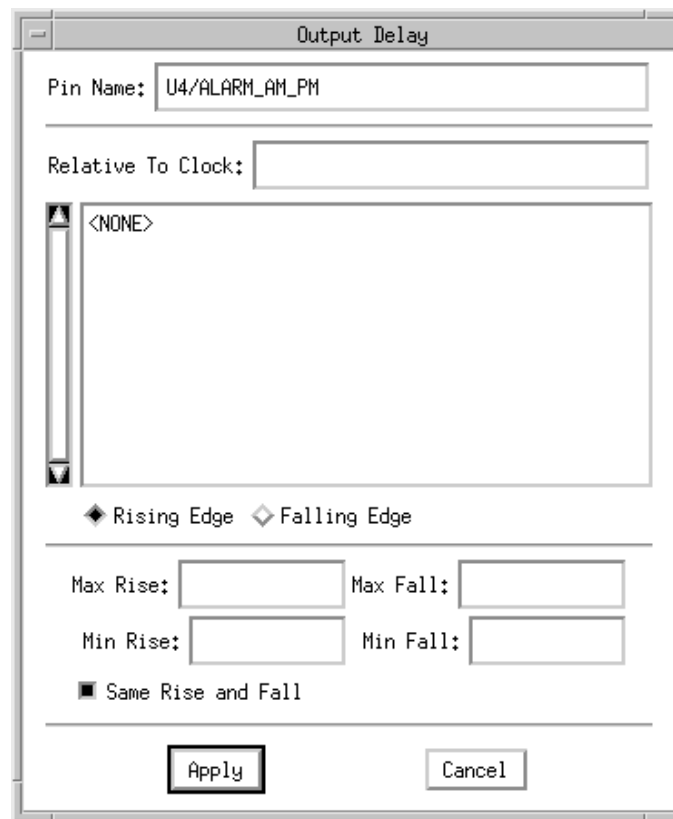 Output Delay
Pin Name: U4/ALARM_AM_PM
Relative To Clock:
<NONE>
Rising Edge Falling Edge
Max Rise: Max Fall:
Min Rise: Min Fall:
Same Rise and Fall
Apply Cancel